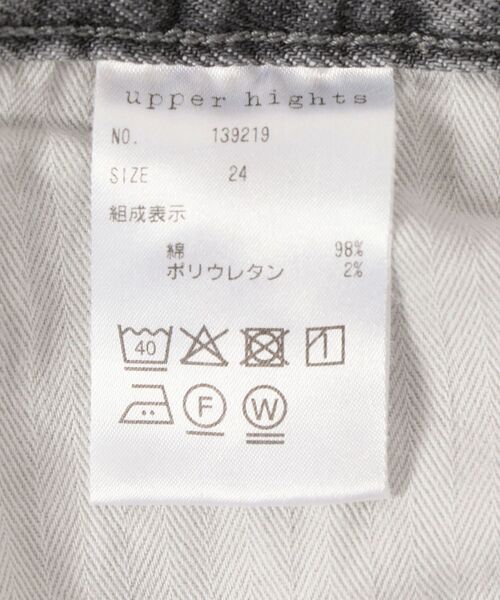 upper hights
NO. 139219
SIZE 24
組成表示
綿 98%
ポリウレタン 2%
40
F W